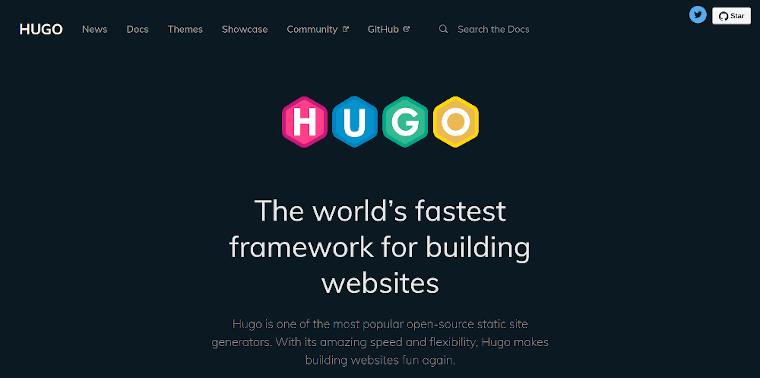 HUGO News Docs Themes Showcase Community GitHub Search the Docs Star
HUGO
The world’s fastest
framework for building
websites
Hugo is one of the most popular open-source static site
generators. With its amazing speed and flexibility, Hugo makes
building websites fun again.